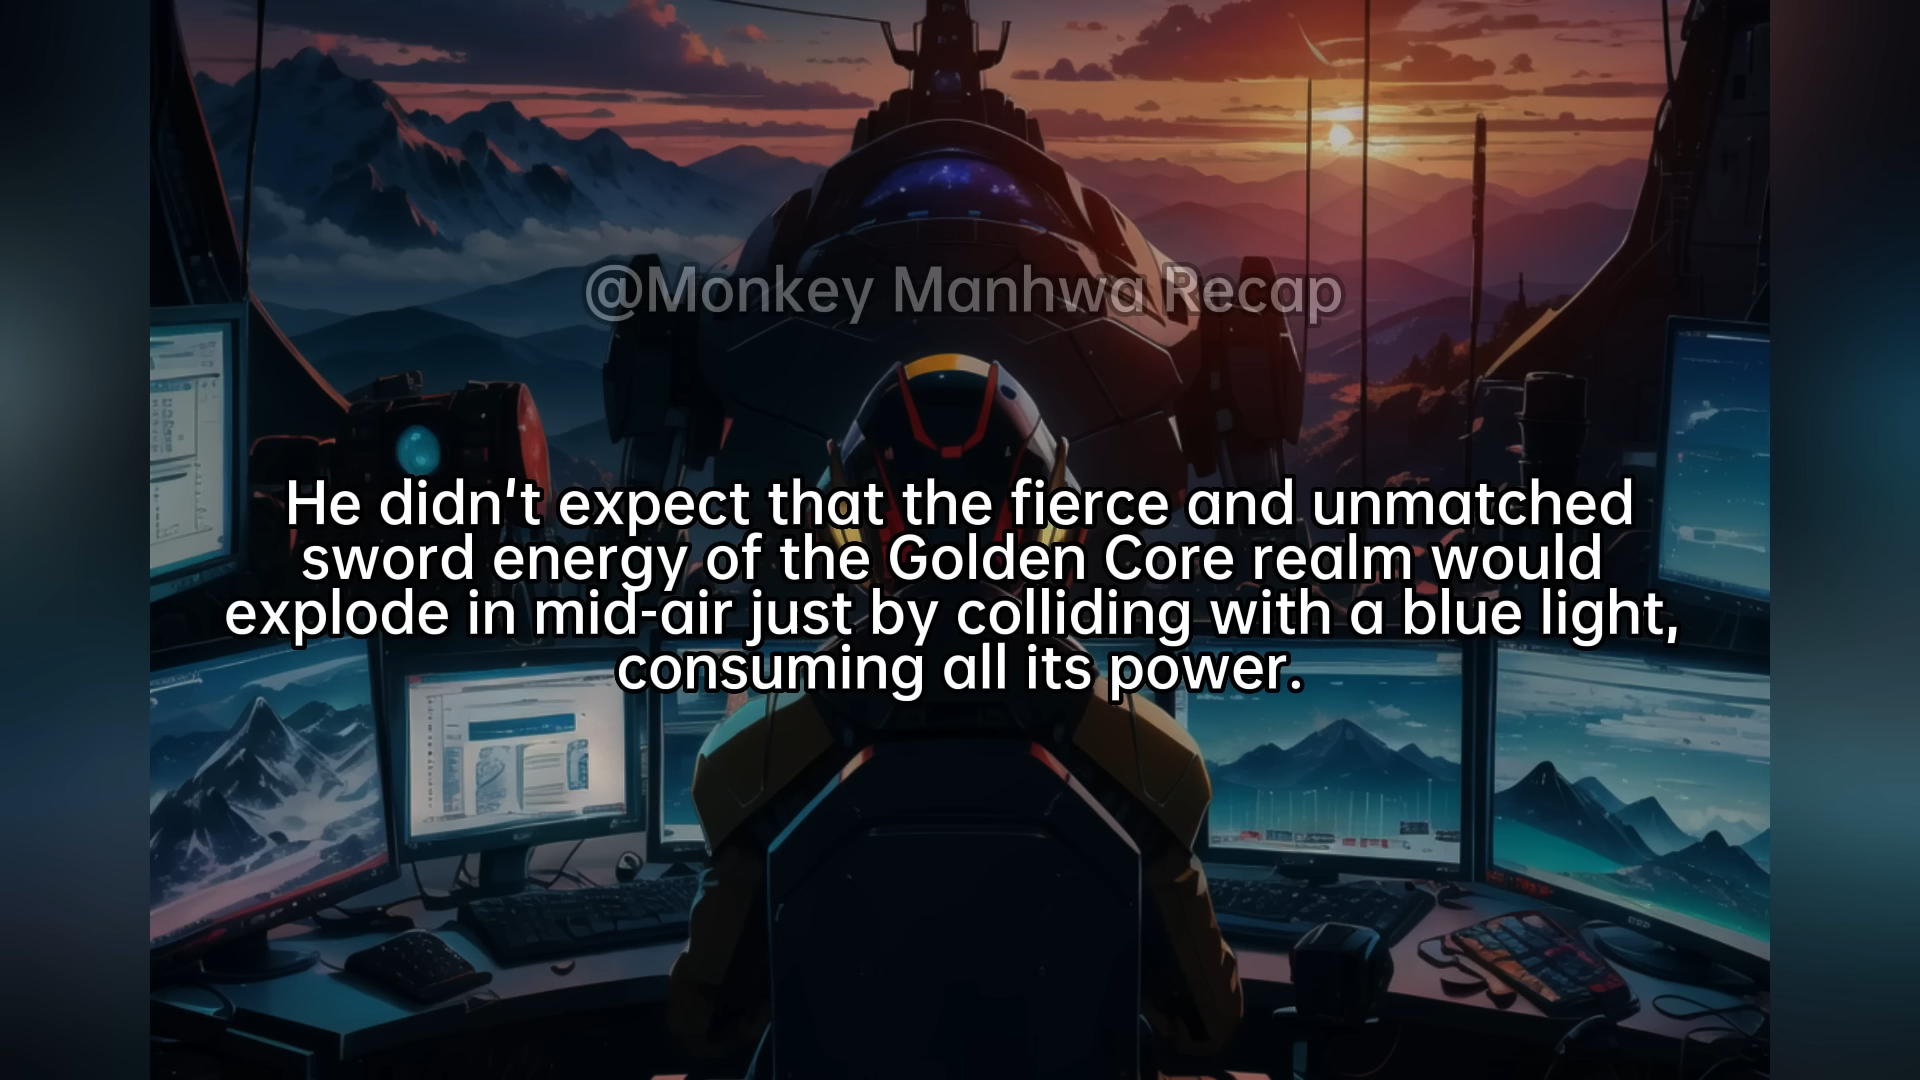 @Monkey Manhwa Recap
He didn't expect that the fierce and unmatched
sword energy of the Golden Core realm would
explode in mid-air just by colliding with a blue light,
consuming all its power.